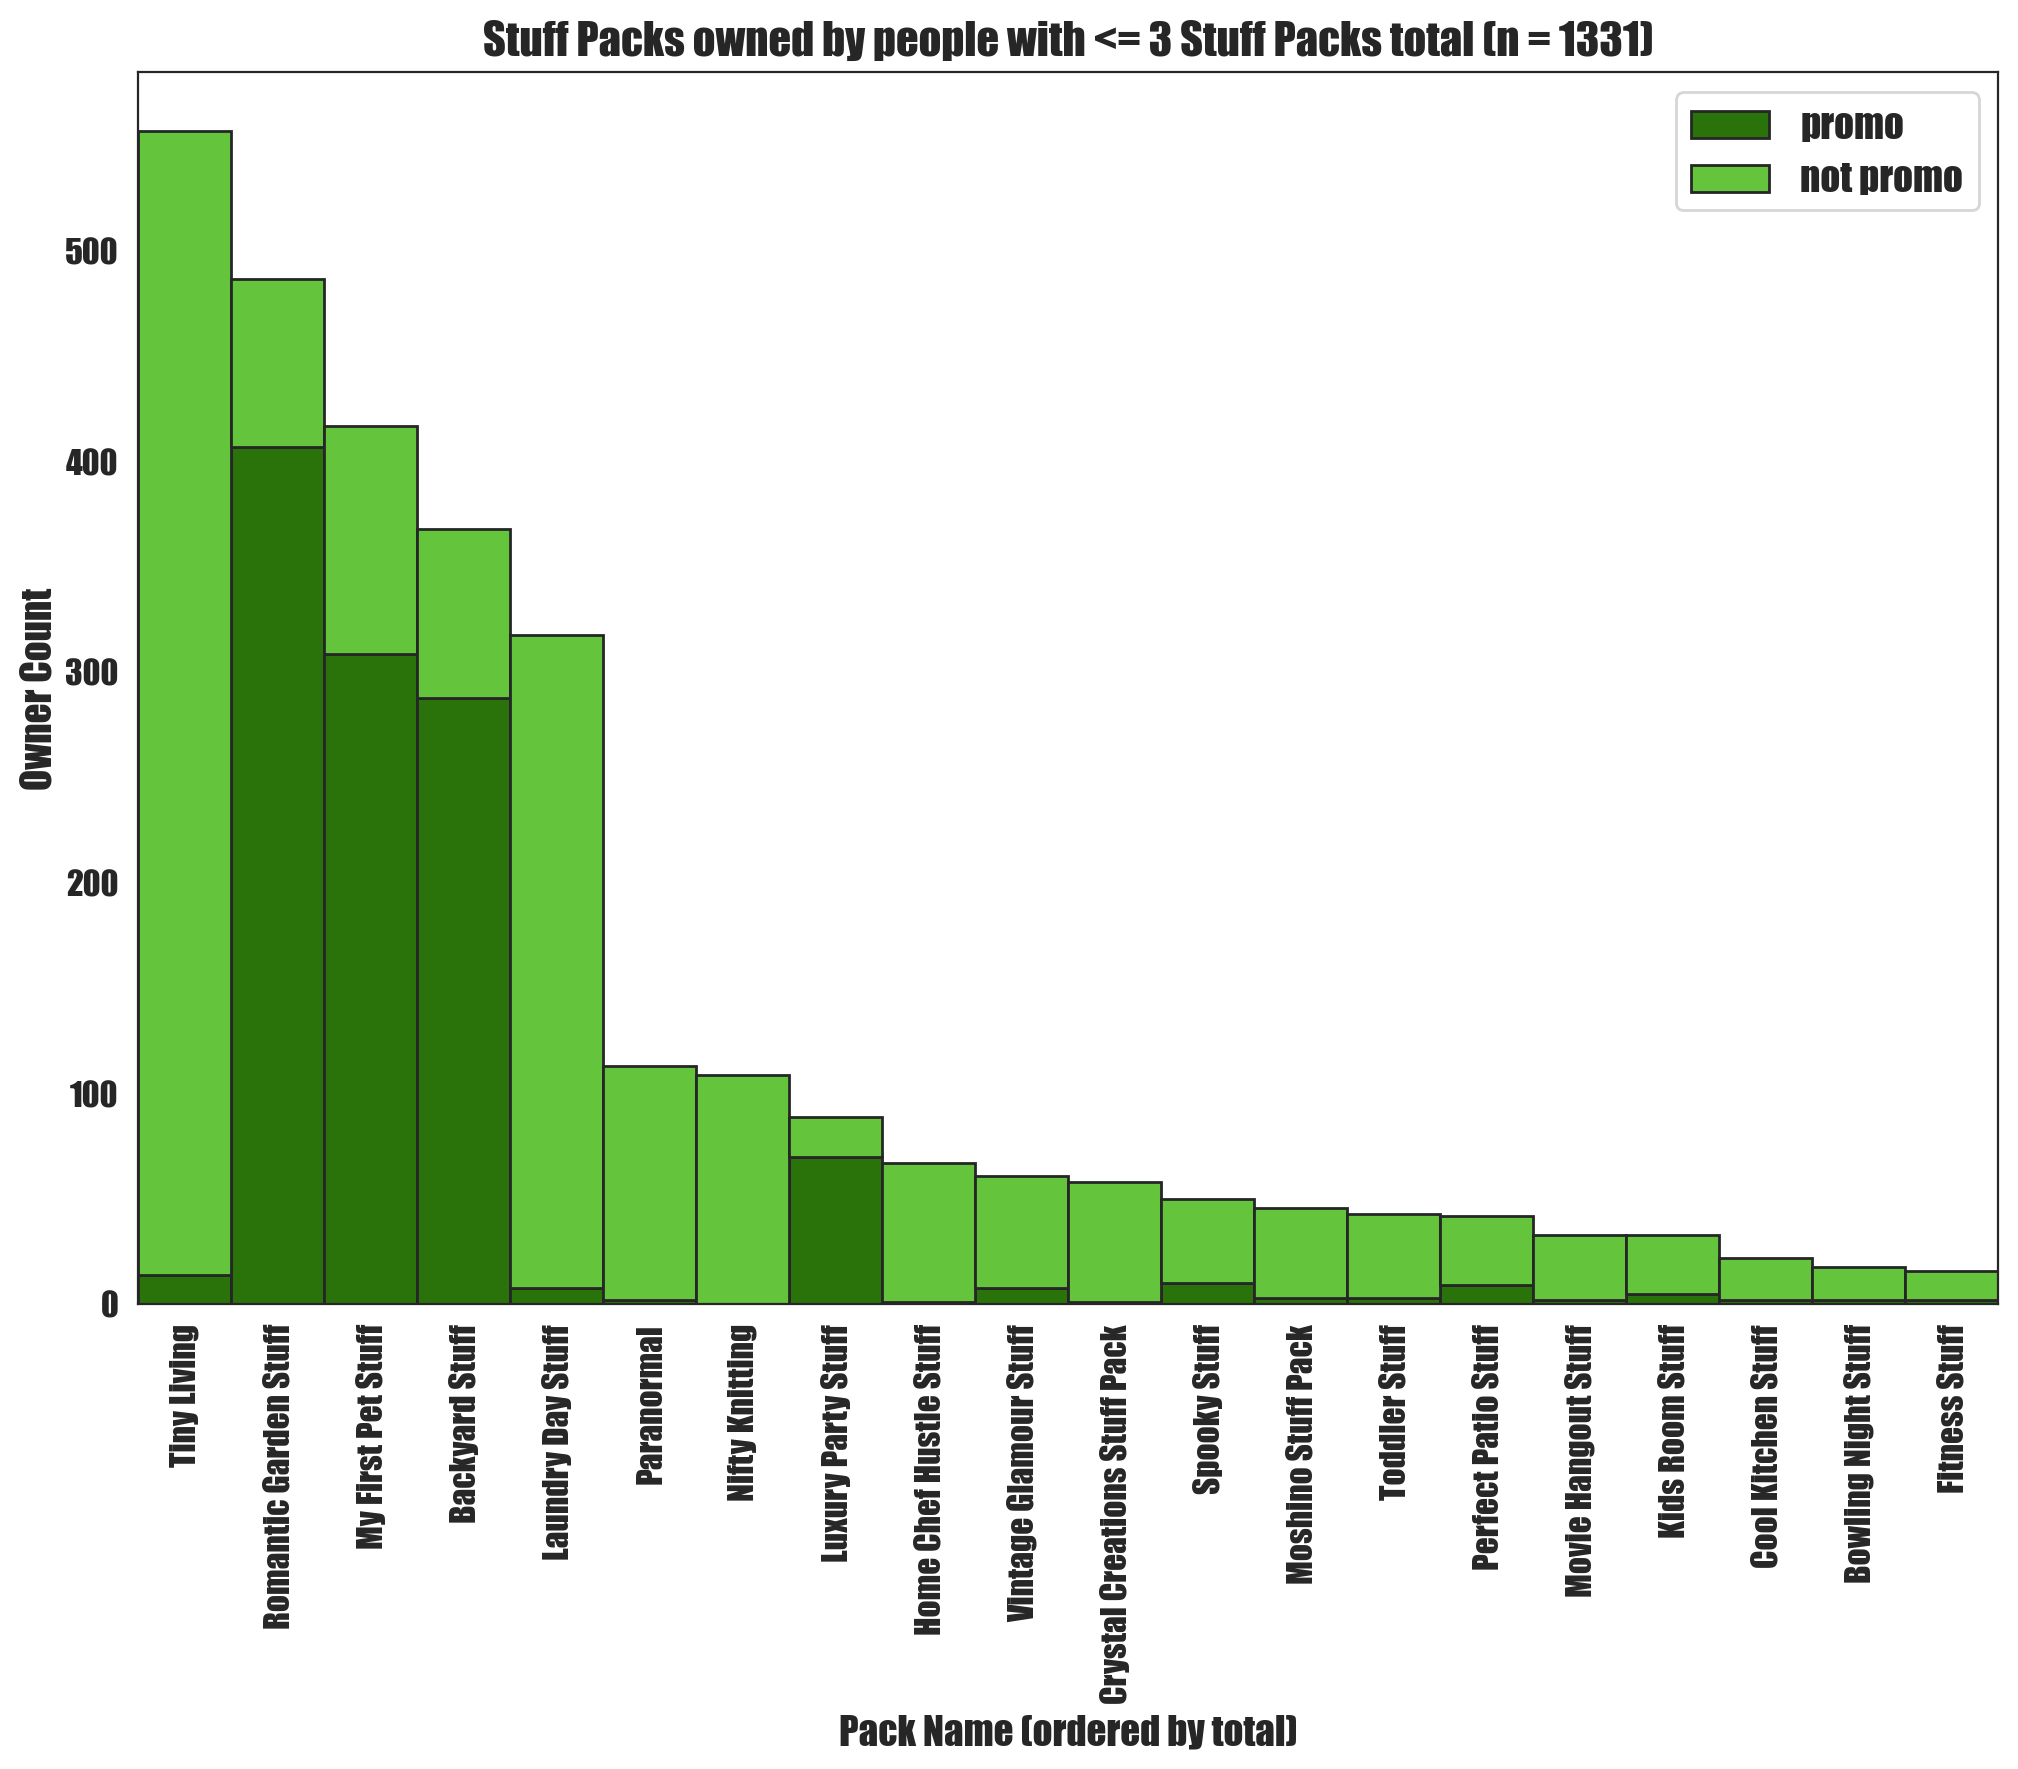 Stuff Packs owned by people with <= 3 Stuff Packs total (n = 1331)
promo
not promo
Owner Count
500
400
300
200
100
0
Tiny Living
Romantic Garden Stuff
My First Pet Stuff
Backyard Stuff
Laundry Day Stuff
Paranormal
Nifty Knitting
Luxury Party Stuff
Home Chef Hustle Stuff
Vintage Glamour Stuff
Crystal Creations Stuff Pack
Spooky Stuff
Moshino Stuff Pack
Toddler Stuff
Perfect Patio Stuff
Movie Hangout Stuff
Kids Room Stuff
Cool Kitchen Stuff
Bowling Night Stuff
Fitness Stuff
Pack Name (ordered by total)